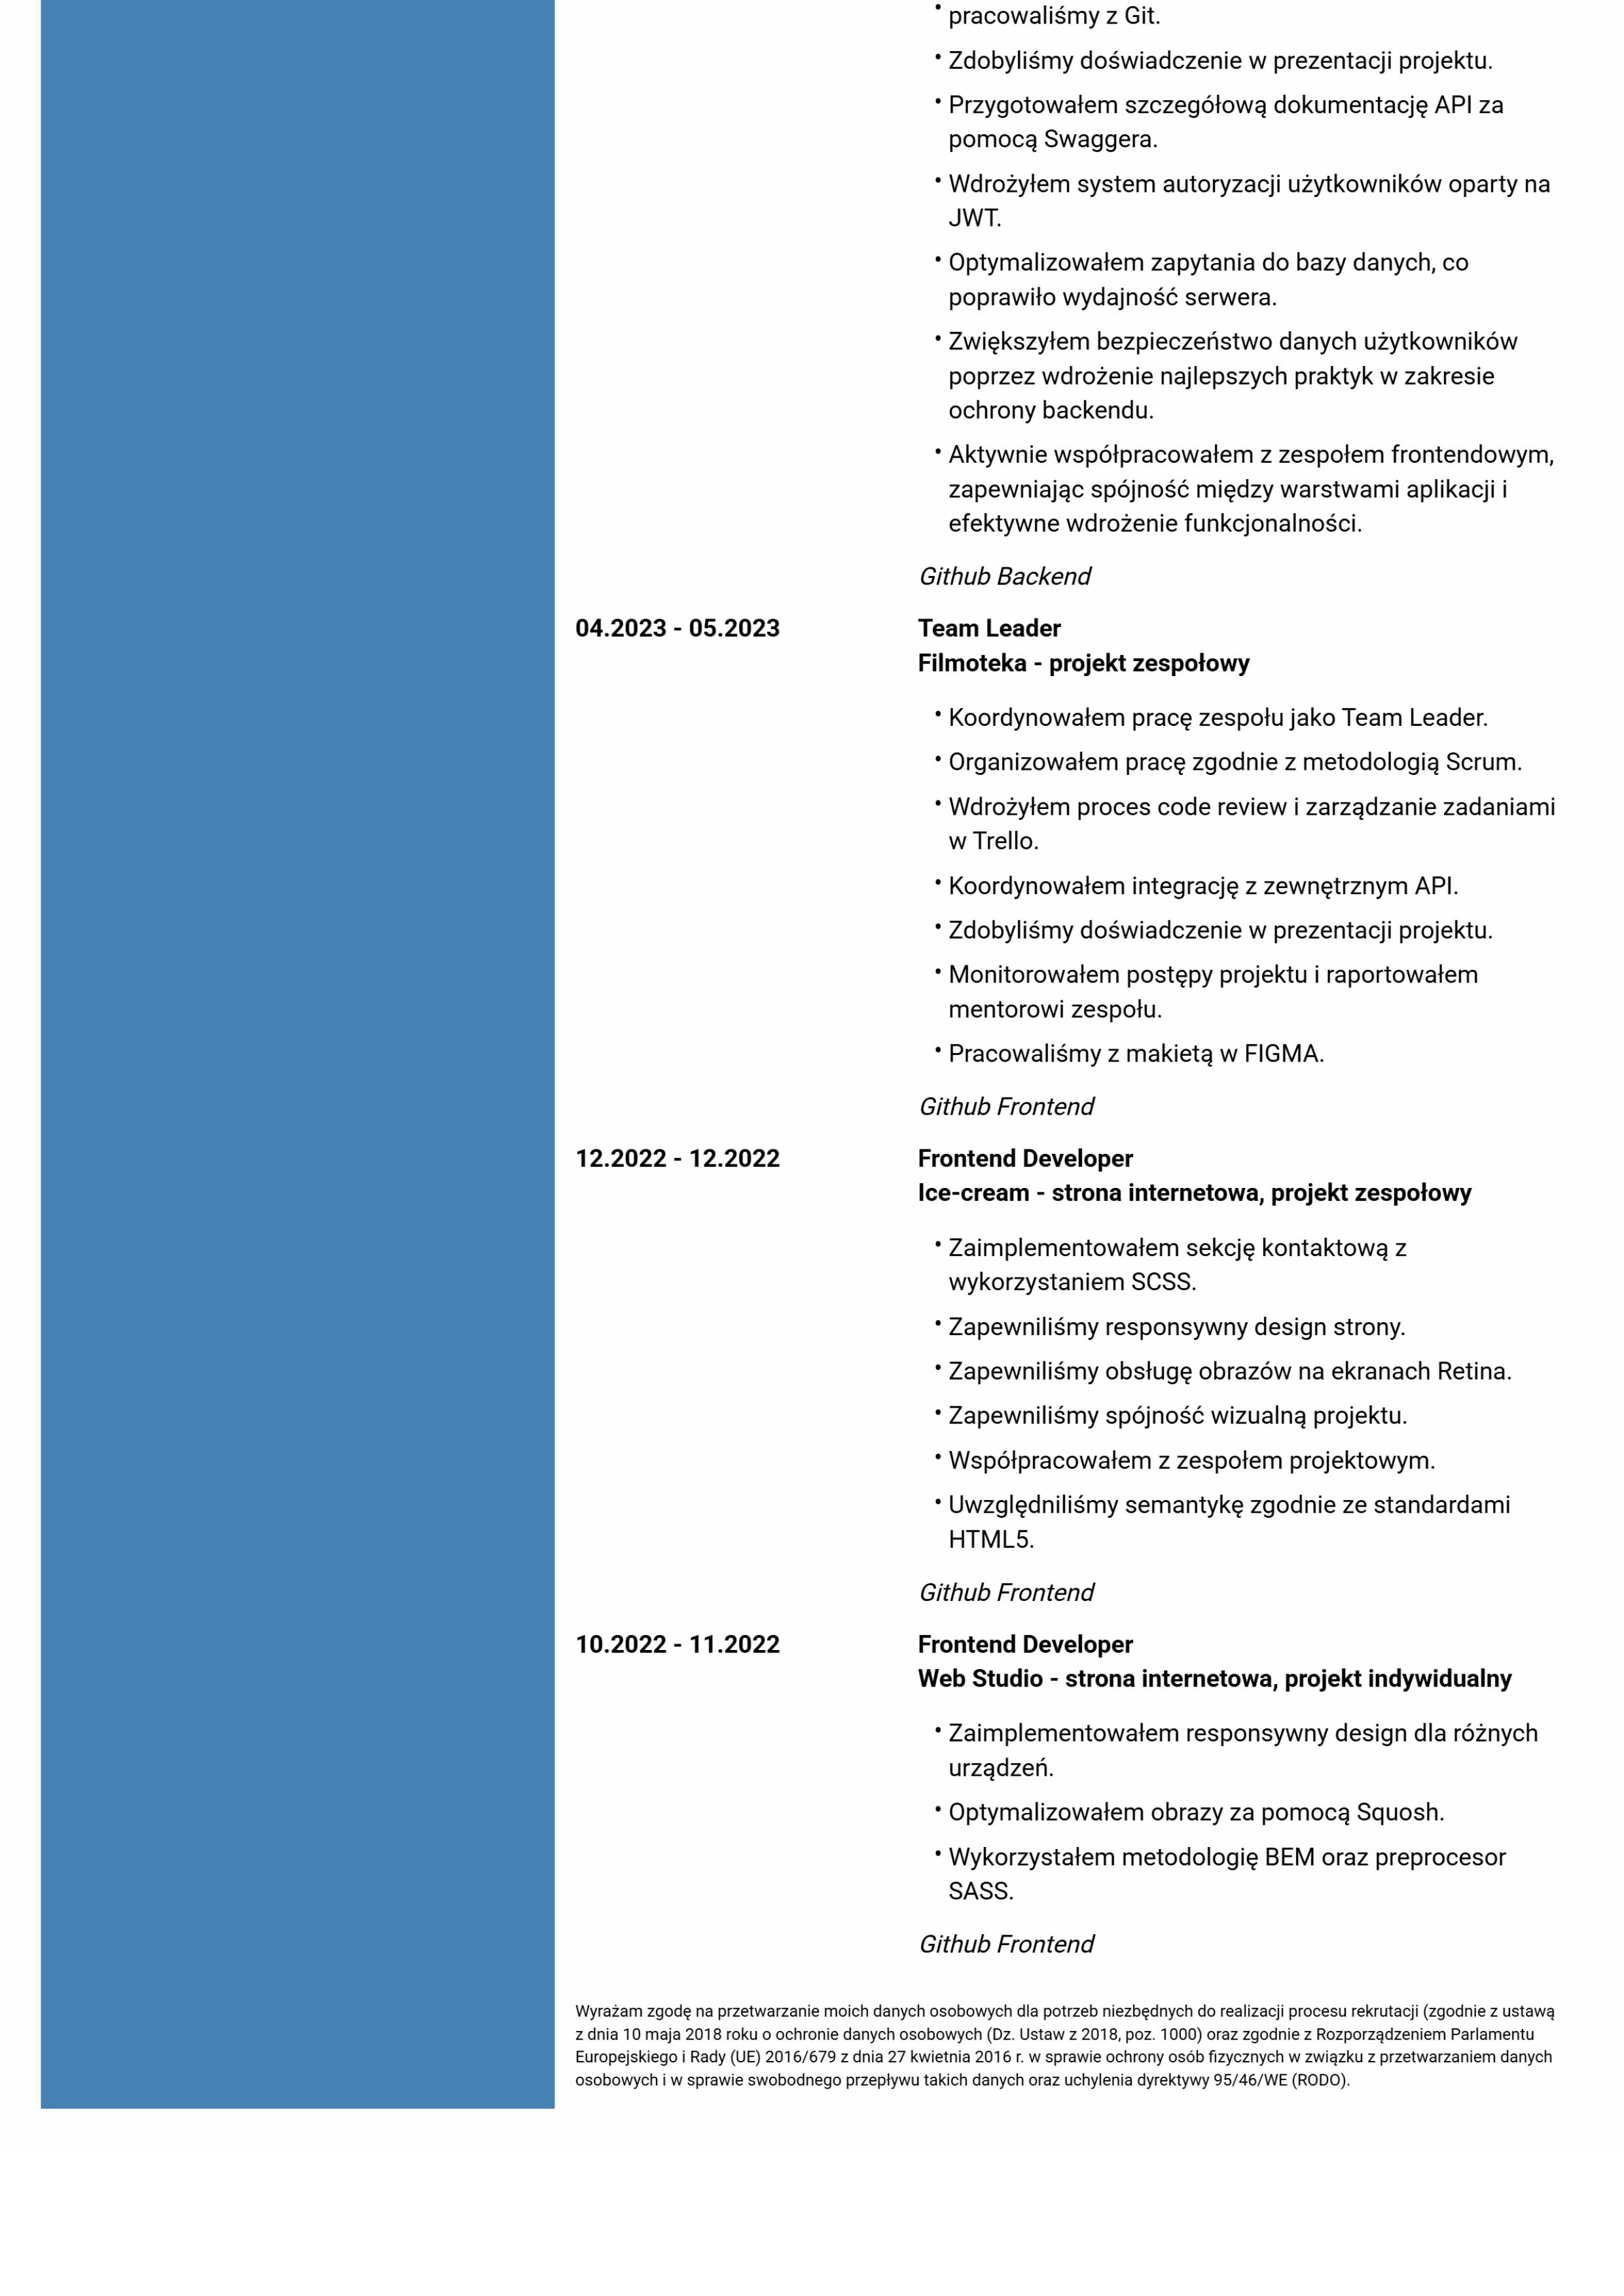 • pracowaliśmy z Git.
• Zdobyliśmy doświadczenie w prezentacji projektu.
• Przygotowałem szczegółową dokumentację API za
pomocą Swaggera.
• Wdrożyłem system autoryzacji użytkowników oparty na
JWT.
• Optymalizowałem zapytania do bazy danych, co
poprawiło wydajność serwera.
• Zwiększyłem bezpieczeństwo danych użytkowników
poprzez wdrożenie najlepszych praktyk w zakresie
ochrony backendu.
• Aktywnie współpracowałem z zespołem frontendowym,
zapewniając spójność między warstwami aplikacji i
efektywne wdrożenie funkcjonalności.
Github Backend
04.2023 - 05.2023
Team Leader
Filmoteka - projekt zespołowy
• Koordynowałem pracę zespołu jako Team Leader.
• Organizowałem pracę zgodnie z metodologią Scrum.
• Wdrożyłem proces code review i zarządzanie zadaniami
w Trello.
• Koordynowałem integrację z zewnętrznym API.
• Zdobyliśmy doświadczenie w prezentacji projektu.
• Monitorowałem postępy projektu i raportowałem
mentorowi zespołu.
• Pracowaliśmy z makietą w FIGMA.
Github Frontend
12.2022 - 12.2022
Frontend Developer
Ice-cream - strona internetowa, projekt zespołowy
• Zaimplementowałem sekcję kontaktową z
wykorzystaniem SCSS.
• Zapewniliśmy responsywny design strony.
• Zapewniliśmy obsługę obrazów na ekranach Retina.
• Zapewniliśmy spójność wizualną projektu.
• Współpracowałem z zespołem projektowym.
• Uwzględniliśmy semantykę zgodnie ze standardami
HTML5.
Github Frontend
10.2022 - 11.2022
Frontend Developer
Web Studio - strona internetowa, projekt indywidualny
• Zaimplementowałem responsywny design dla różnych
urządzeń.
• Optymalizowałem obrazy za pomocą Squosh.
• Wykorzystałem metodologię BEM oraz preprocesor
SASS.
Github Frontend
Wyrażam zgodę na przetwarzanie moich danych osobowych dla potrzeb niezbędnych do realizacji procesu rekrutacji (zgodnie z ustawą
z dnia 10 maja 2018 roku o ochronie danych osobowych (Dz. Ustaw z 2018, poz. 1000) oraz zgodnie z Rozporządzeniem Parlamentu
Europejskiego i Rady (UE) 2016/679 z dnia 27 kwietnia 2016 r. w sprawie ochrony osób fizycznych w związku z przetwarzaniem danych
osobowych i w sprawie swobodnego przepływu takich danych oraz uchylenia dyrektywy 95/46/WE (RODO).